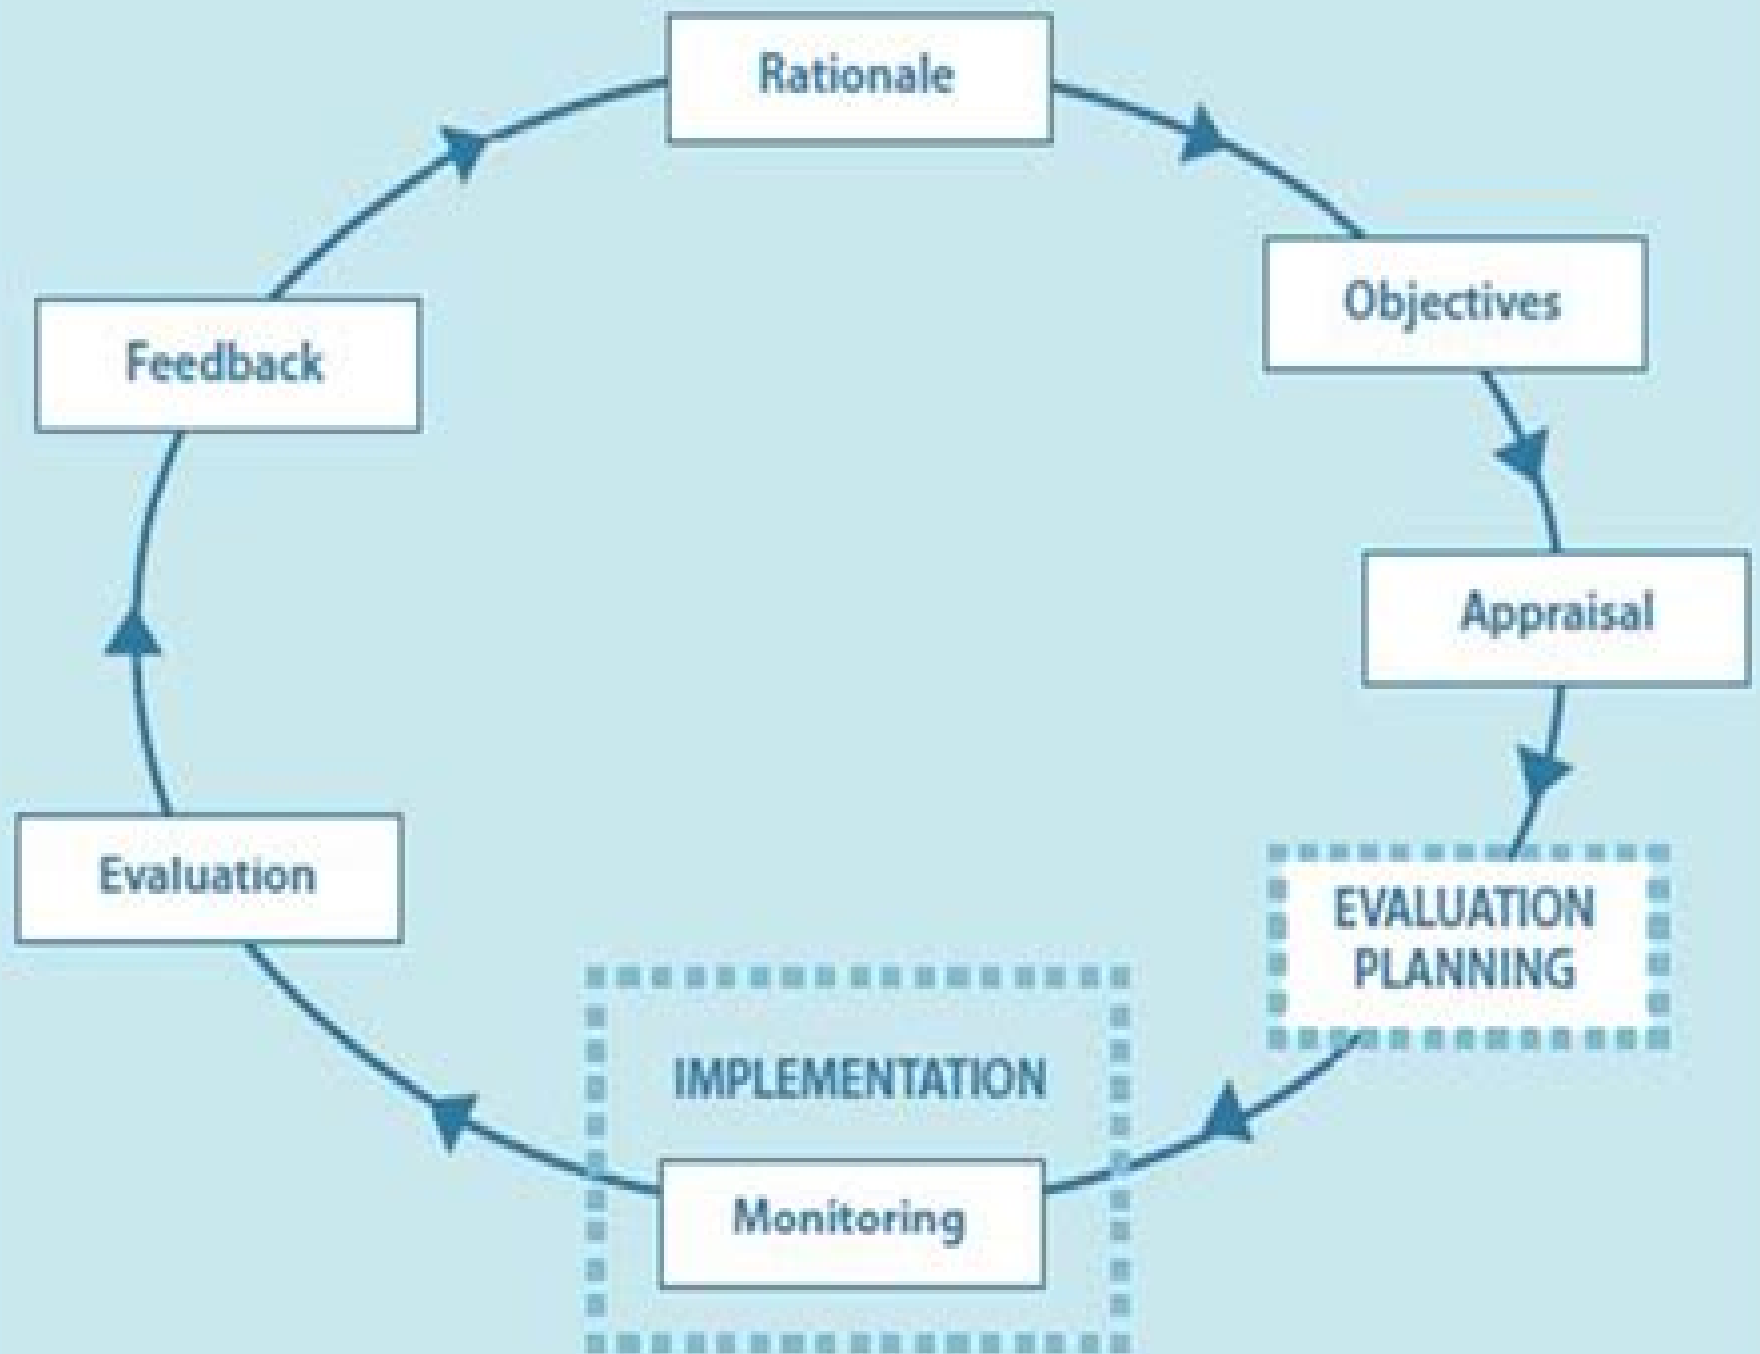 Rationale
Objectives
Appraisal
EVALUATION
PLANNING
IMPLEMENTATION
Monitoring
Evaluation
Feedback